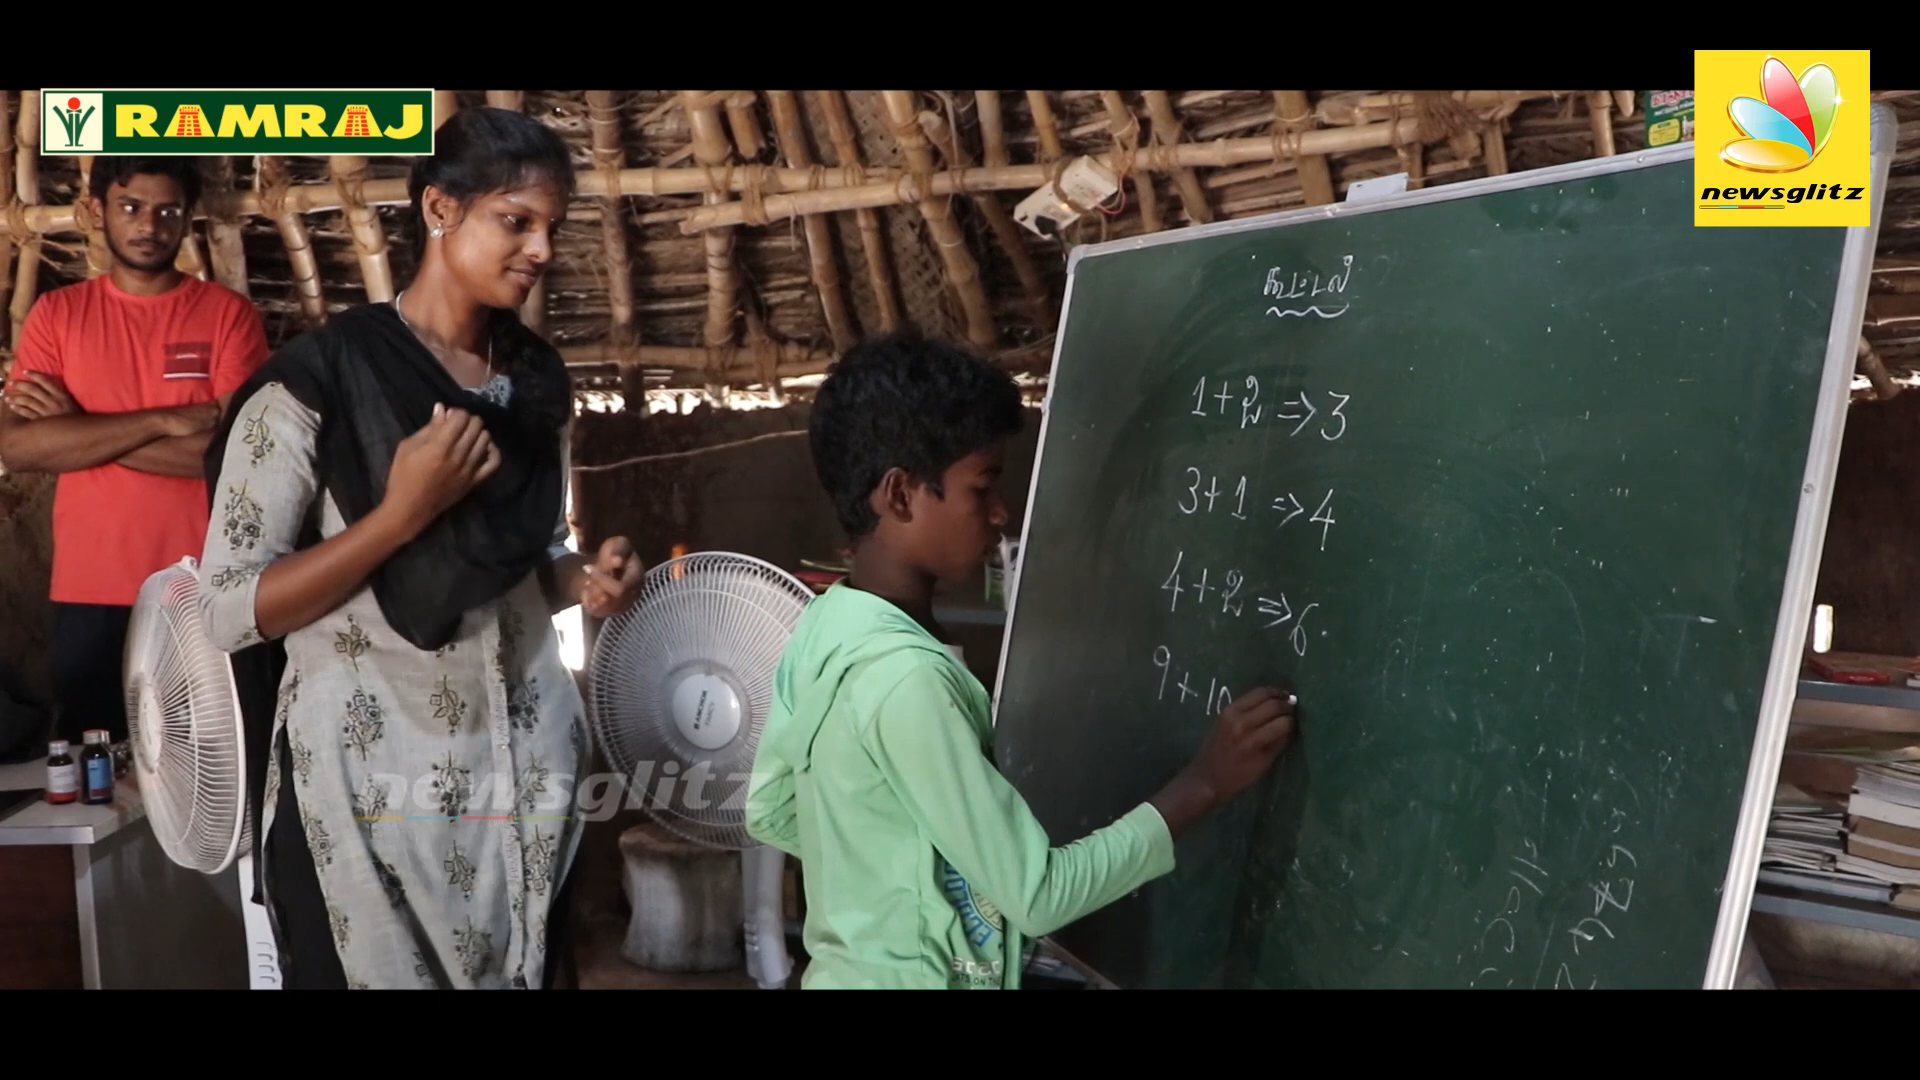 RAMRAJ
newsglitz
கூட்டல்
1+2 => 3
3+1 => 4
4+2 => 6.
9+10
newsglitz